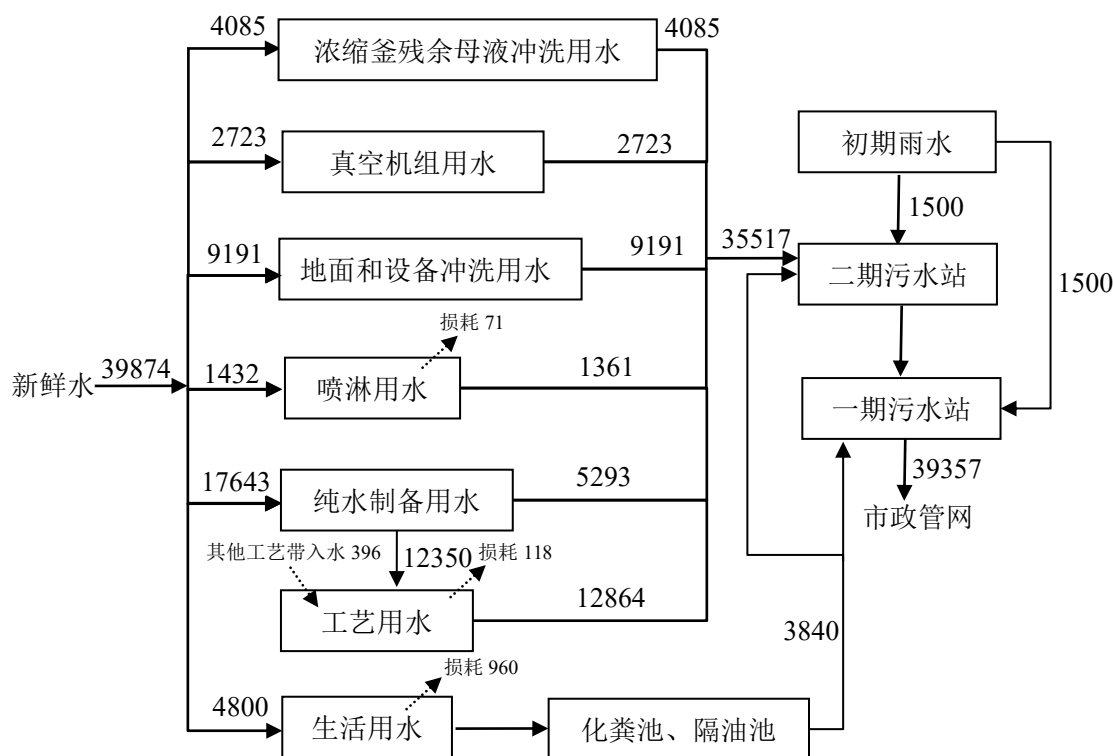 4085
浓缩釜残余母液冲洗用水
4085
2723
真空机组用水
2723
初期雨水
1500
9191
地面和设备冲洗用水
9191
35517
二期污水站
1500
损耗 71
新鲜水
39874
1432
喷淋用水
1361
一期污水站
17643
纯水制备用水
5293
39357
市政管网
其他工艺带入水 396
12350
损耗 118
工艺用水
12864
3840
损耗 960
4800
生活用水
化粪池、隔油池